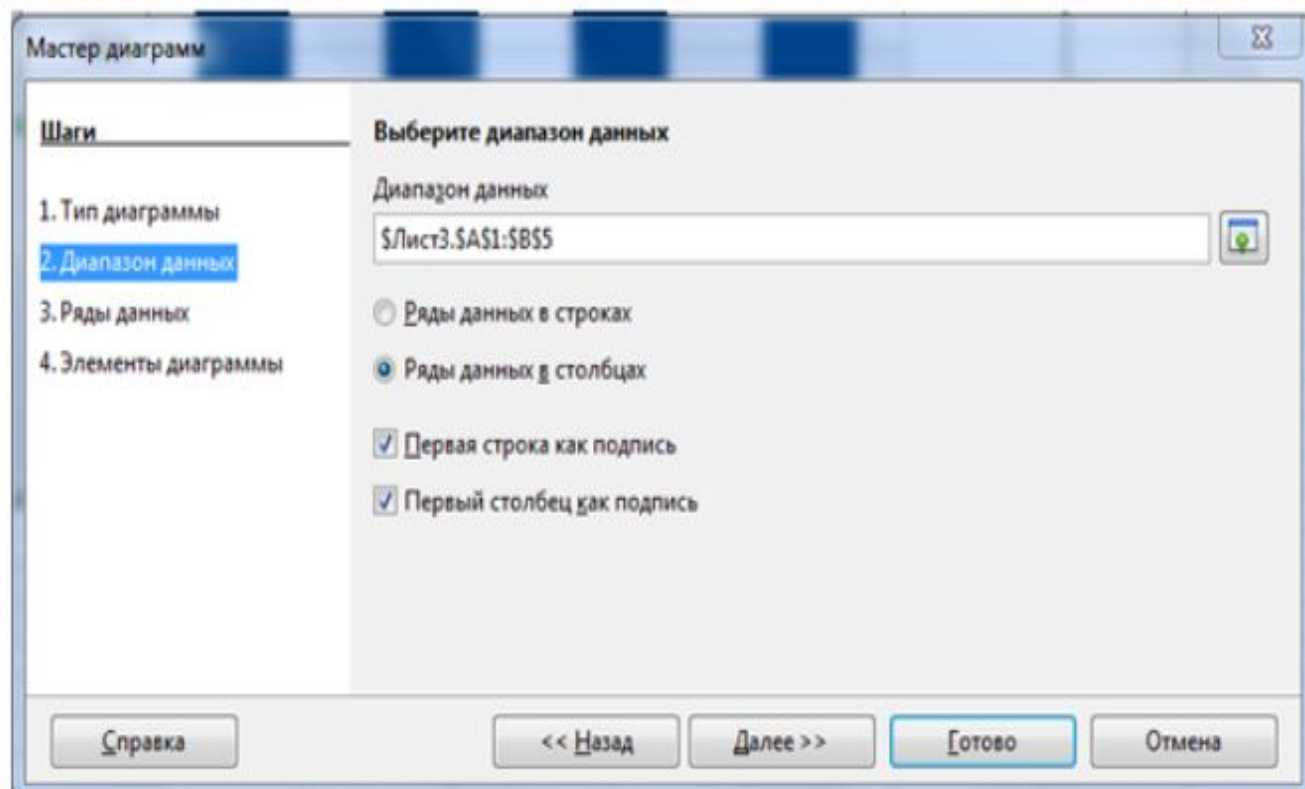 Мастер диаграмм
Шаги
1. Тип диаграммы
2. Диапазон данных
3. Ряды данных
4. Элементы диаграммы
Выберите диапазон данных
Диапазон данных
$Лист3.$A$1:$B$5
Ряды данных в строках
Ряды данных в столбцах
Первая строка как подпись
Первый столбец как подпись
Справка
<< Назад
Далее >>
Готово
Отмена